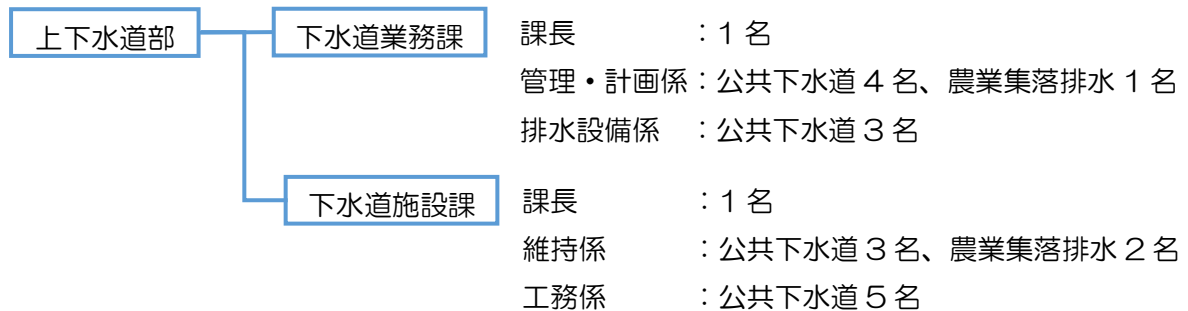 上下水道部 下水道業務課 課長 :1名
管理・計画係:公共下水道4名、農業集落排水1名
排水設備係 :公共下水道3名
下水道施設課 課長 :1名
維持係 :公共下水道3名、農業集落排水2名
工務係 :公共下水道5名